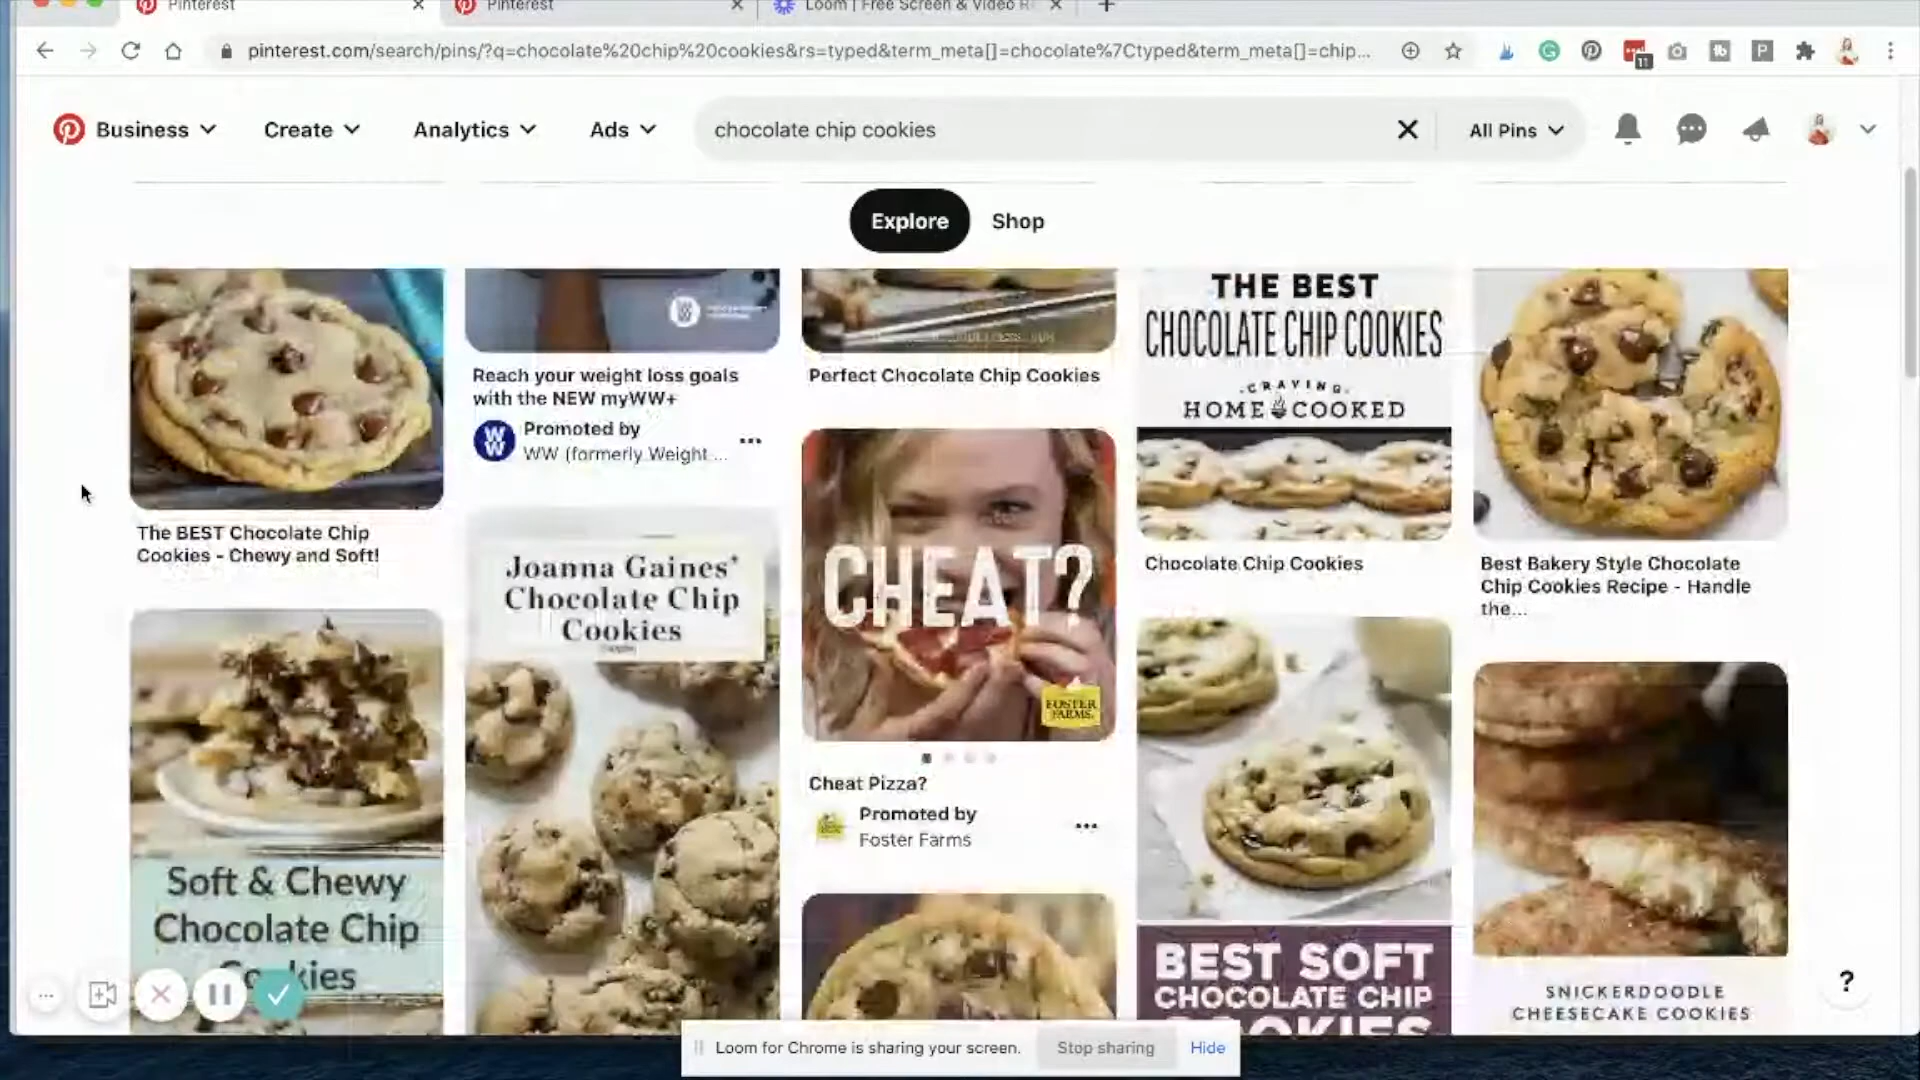 Pinterest
Pinterest
Loom | Free Screen & Video R
pinterest.com/search/pins/?q=chocolate%20chip%20cookies&rs=typed&term_meta[]=chocolate%7Ctyped&term_meta[]=chip...
11
Business
Create
Analytics
Ads
chocolate chip cookies
All Pins
Explore
Shop
The BEST Chocolate Chip
Cookies - Chewy and Soft!
Soft & Chewy
Chocolate Chip
Cookies
Reach your weight loss goals
with the NEW myWW+
WW
Promoted by
WW (formerly Weight ...
Joanna Gaines'
Chocolate Chip
Cookies
Perfect Chocolate Chip Cookies
CHEAT?
FOSTER
FARMS
Cheat Pizza?
Promoted by
Foster Farms
THE BEST
CHOCOLATE CHIP COOKIES
CRAVING
HOME COOKED
Chocolate Chip Cookies
BEST SOFT
CHOCOLATE CHIP
COOKIES
Best Bakery Style Chocolate
Chip Cookies Recipe - Handle
the...
SNICKERDOODLE
CHEESECAKE COOKIES
?
Loom for Chrome is sharing your screen.
Stop sharing
Hide